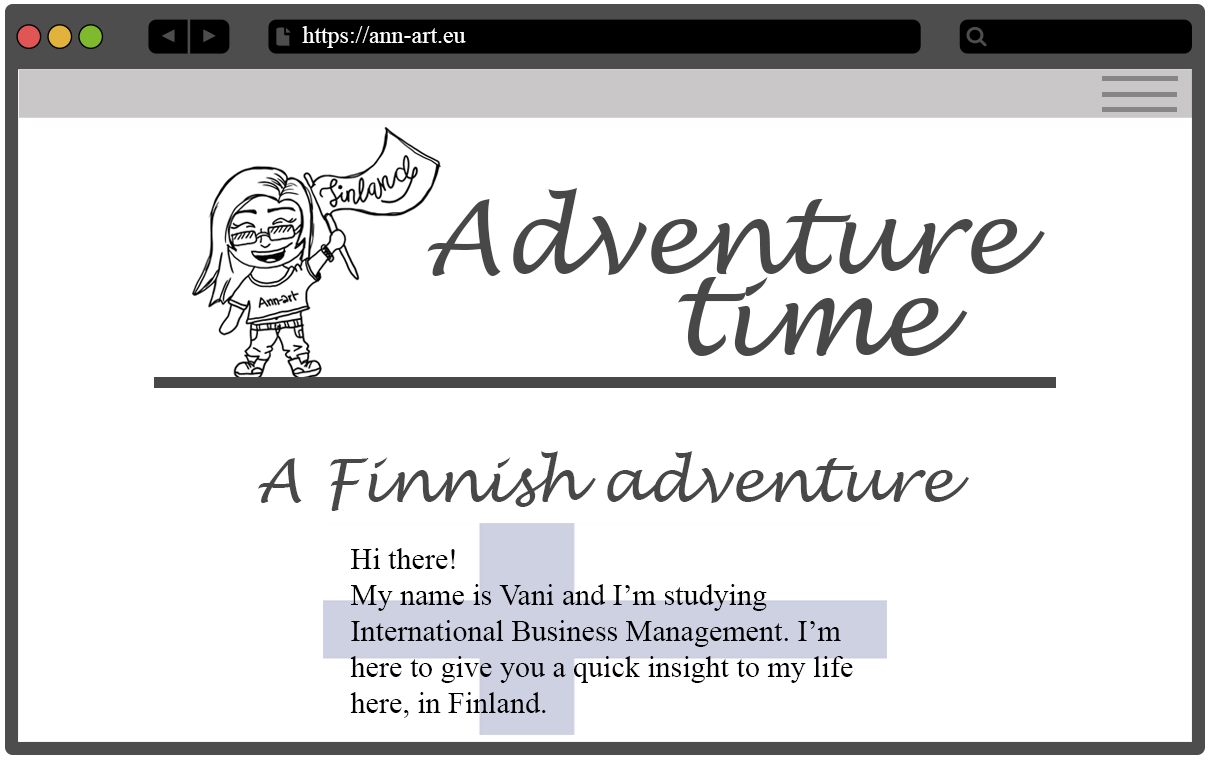 https://ann-art.eu
Finland
Ann-art
Adventure
time
A Finnish adventure
Hi there!
My name is Vani and I’m studying
International Business Management. I’m
here to give you a quick insight to my life
here, in Finland.